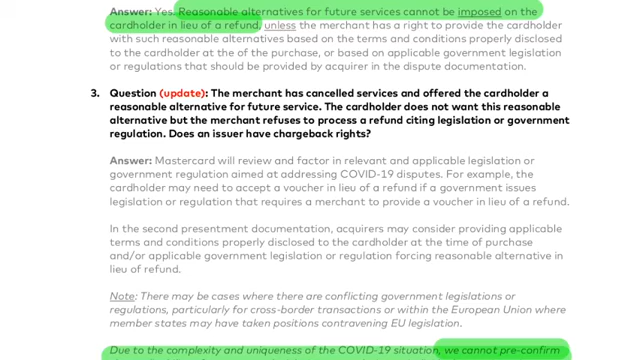 Answer: Yes. Reasonable alternatives for future services cannot be imposed on the
cardholder in lieu of a refund, unless the merchant has a right to provide the cardholder
with such reasonable alternatives based on the terms and conditions properly disclosed
to the cardholder at the of the purchase, or based on applicable government legislation
or regulations that should be provided by acquirer in the dispute documentation.
3. Question (update): The merchant has cancelled services and offered the cardholder a
reasonable alternative for future service. The cardholder does not want this reasonable
alternative but the merchant refuses to process a refund citing legislation or government
regulation. Does an issuer have chargeback rights?
Answer: Mastercard will review and factor in relevant and applicable legislation or
government regulation aimed at addressing COVID-19 disputes. For example, the
cardholder may need to accept a voucher in lieu of a refund if a government issues
legislation or regulation that requires a merchant to provide a voucher in lieu of a refund.
In the second presentment documentation, acquirers may consider providing applicable
terms and conditions properly disclosed to the cardholder at the time of purchase
and/or applicable government legislation or regulation forcing reasonable alternative in
lieu of refund.
Note: There may be cases where there are conflicting government legislations or
regulations, particularly for cross-border transactions or within the European Union where
member states may have taken positions contravening EU legislation.
Due to the complexity and uniqueness of the COVID-19 situation, we cannot pre-confirm